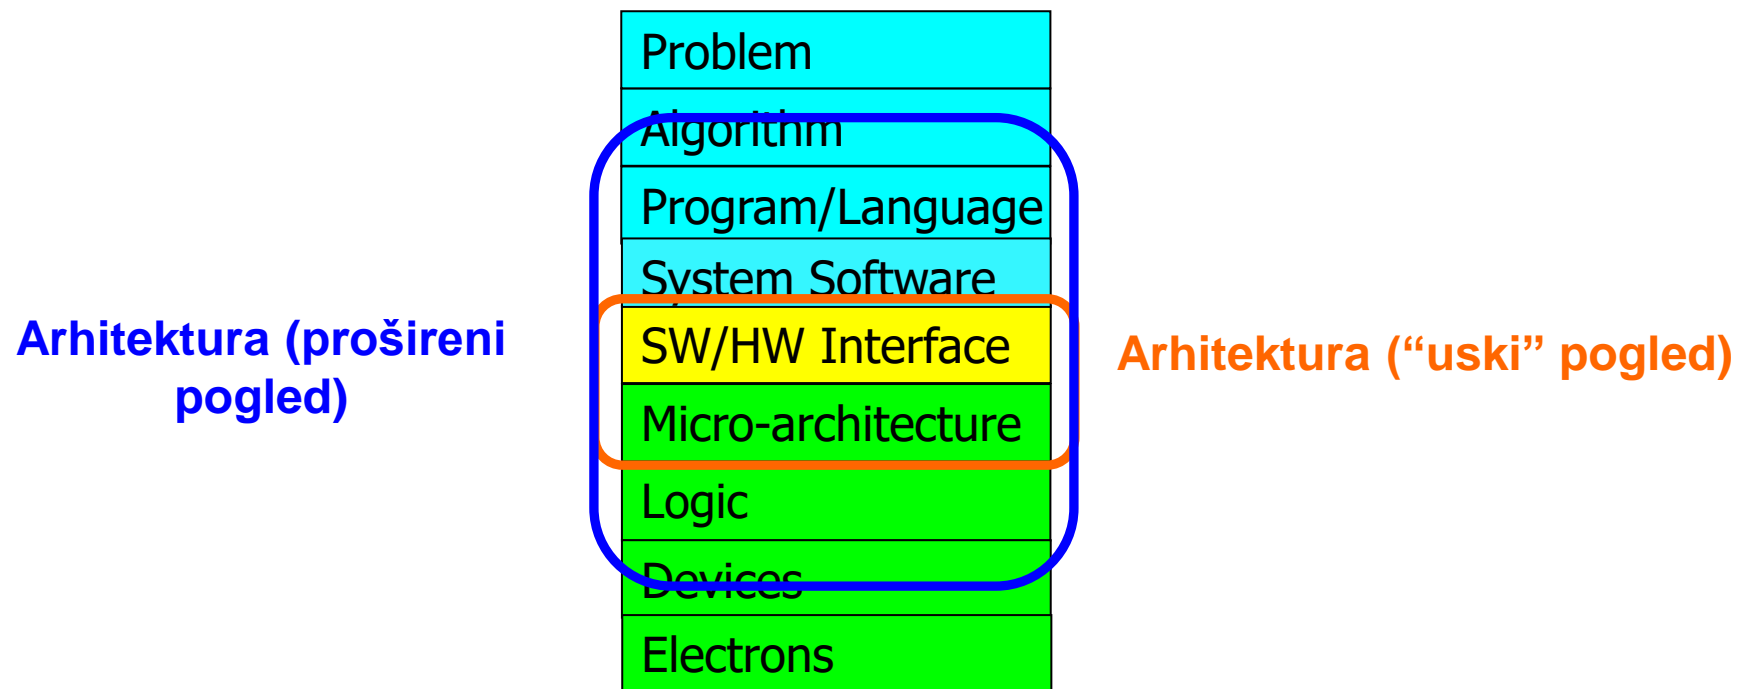 Problem
Algorithm
Program/Language
System Software
SW/HW Interface
Micro-architecture
Logic
Devices
Electrons
Arhitektura (prošireni
pogled)
Arhitektura (“uski” pogled)